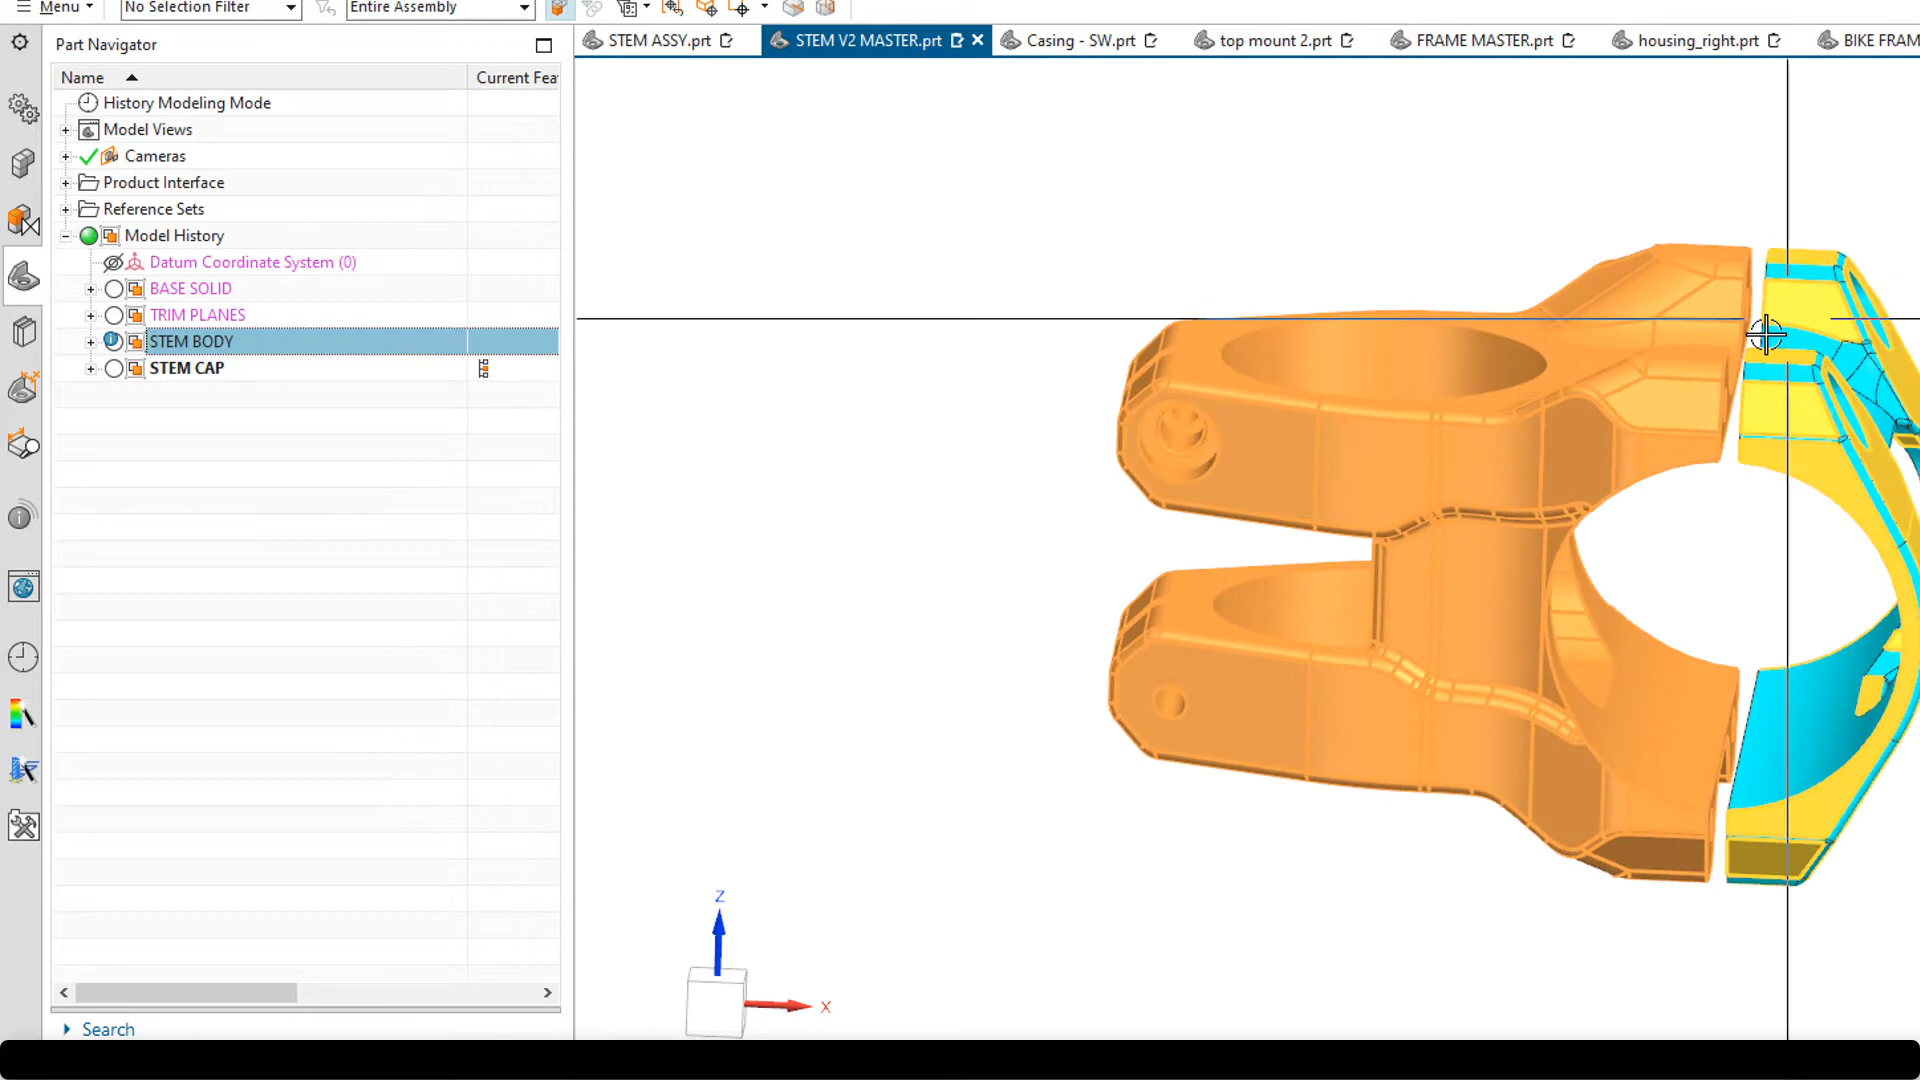 Menu
No Selection Filter
Entire Assembly
STEM ASSY.prt
STEM V2 MASTER.prt
Casing - SW.prt
top mount 2.prt
FRAME MASTER.prt
housing_right.prt
BIKE FRAM
Part Navigator
Name
Current Fea
History Modeling Mode
Model Views
Cameras
Product Interface
Reference Sets
Model History
Datum Coordinate System (0)
BASE SOLID
TRIM PLANES
STEM BODY
STEM CAP
Z
X
Search